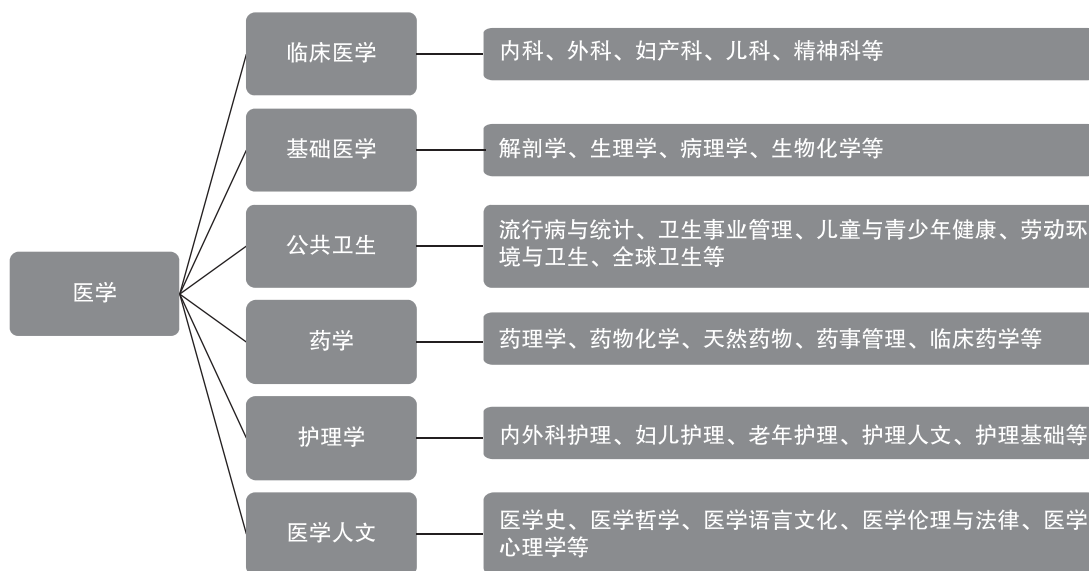 临床医学
内科、外科、妇产科、儿科、精神科等
基础医学
解剖学、生理学、病理学、生物化学等
公共卫生
流行病与统计、卫生事业管理、儿童与青少年健康、劳动环
境与卫生、全球卫生等
医学
药学
药理学、药物化学、天然药物、药事管理、临床药学等
护理学
内外科护理、妇儿护理、老年护理、护理人文、护理基础等
医学人文
医学史、医学哲学、医学语言文化、医学伦理与法律、医学
心理学等